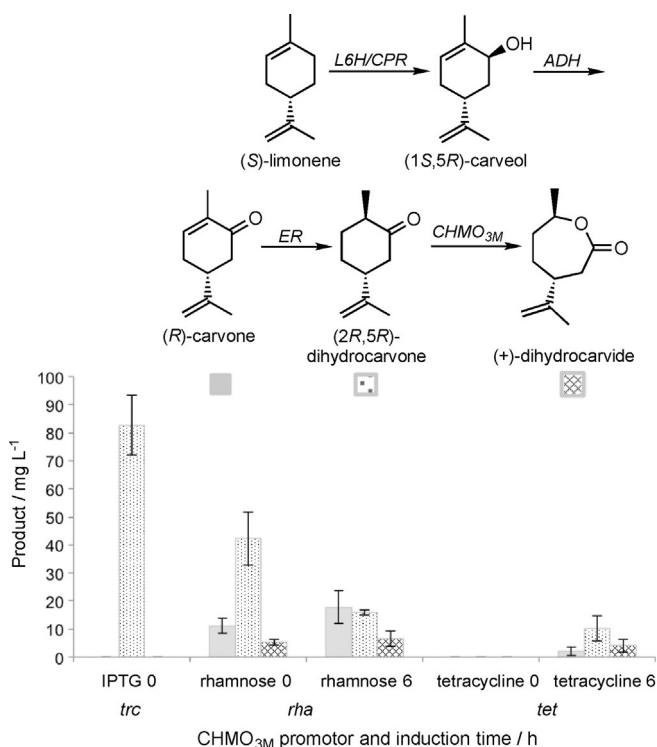 OH
L6H/CPR
ADH
(S)-limonene
(1S,5R)-carveol
O
ER
O
CHMO3M
O
O
(R)-carvone
(2R,5R)-
dihydrocarvone
(+)-dihydrocarvide
100
90
80
70
60
50
40
30
20
10
0
Product / mg L-1
IPTG 0 rhamnose 0 rhamnose 6 tetracycline 0 tetracycline 6
trc rha tet
CHMO3M promotor and induction time / h